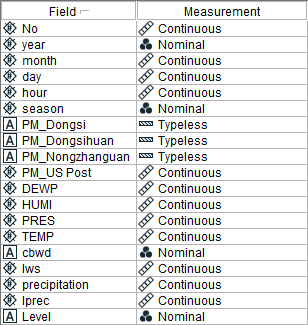 Field Measurement
No Continuous
year Nominal
month Continuous
day Continuous
hour Continuous
season Nominal
PM_Dongsi Typeless
PM_Dongsihuan Typeless
PM_Nongzhanguan Typeless
PM_US Post Continuous
DEWP Continuous
HUMI Continuous
PRES Continuous
TEMP Continuous
cbwd Nominal
Iws Continuous
precipitation Continuous
Iprec Continuous
Level Nominal